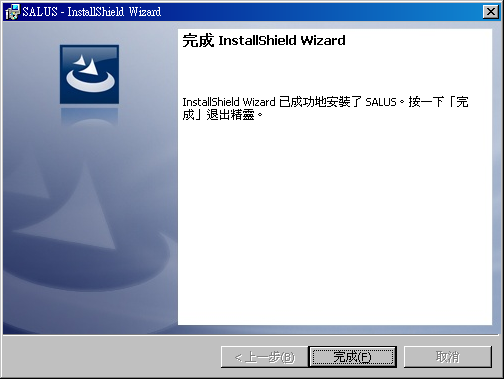 SALUS - InstallShield Wizard
完成 InstallShield Wizard
InstallShield Wizard 已成功地安裝了 SALUS。按一下「完
成」退出精靈。
< 上一步(B)
完成(F)
取消